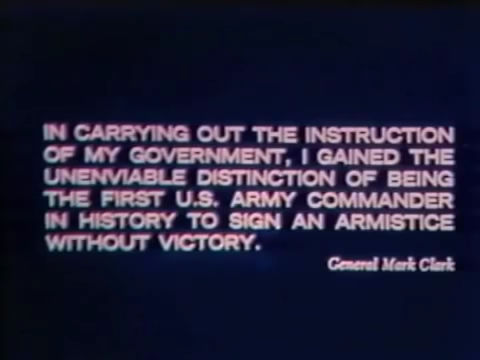 IN CARRYING OUT THE INSTRUCTION
OF MY GOVERNMENT, I GAINED THE
UNENVIABLE DISTINCTION OF BEING
THE FIRST U.S. ARMY COMMANDER
IN HISTORY TO SIGN AN ARMISTICE
WITHOUT VICTORY.
General Mark Clark